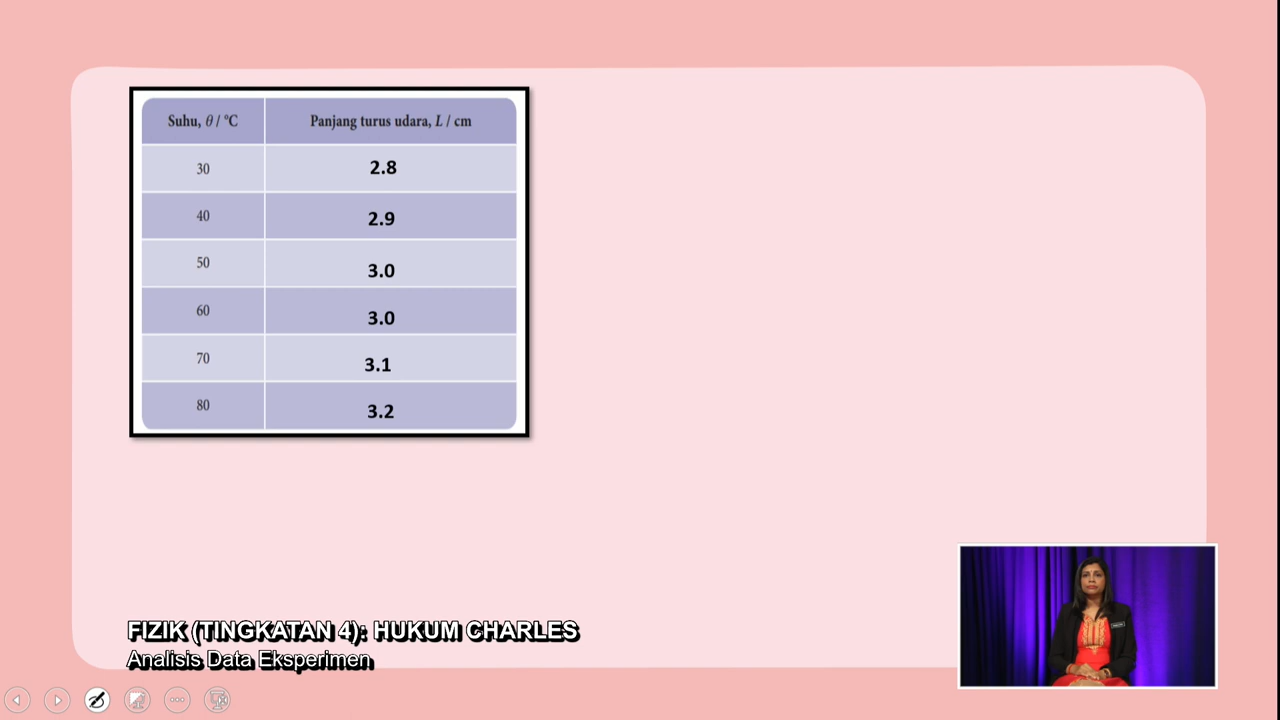 Suhu, θ / °C Panjang turus udara, L / cm
30 2.8
40 2.9
50 3.0
60 3.0
70 3.1
80 3.2
FIZIK (TINGKATAN 4): HUKUM CHARLES
Analisis Data Eksperimen